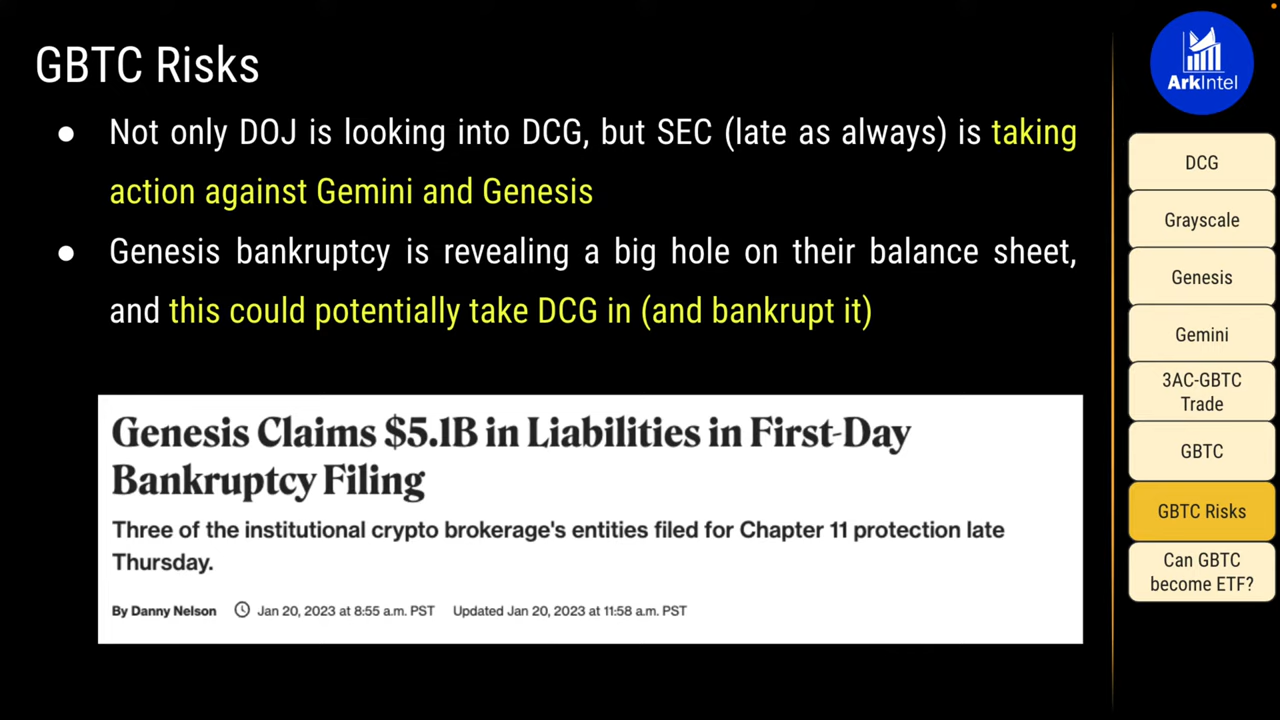 GBTC Risks
● Not only DOJ is looking into DCG, but SEC (late as always) is taking
action against Gemini and Genesis
● Genesis bankruptcy is revealing a big hole on their balance sheet,
and this could potentially take DCG in (and bankrupt it)
Genesis Claims $5.1B in Liabilities in First-Day
Bankruptcy Filing
Three of the institutional crypto brokerage's entities filed for Chapter 11 protection late
Thursday.
By Danny Nelson Jan 20, 2023 at 8:55 a.m. PST Updated Jan 20, 2023 at 11:58 a.m. PST
ArkIntel
DCG
Grayscale
Genesis
Gemini
3AC-GBTC
Trade
GBTC
GBTC Risks
Can GBTC
become ETF?